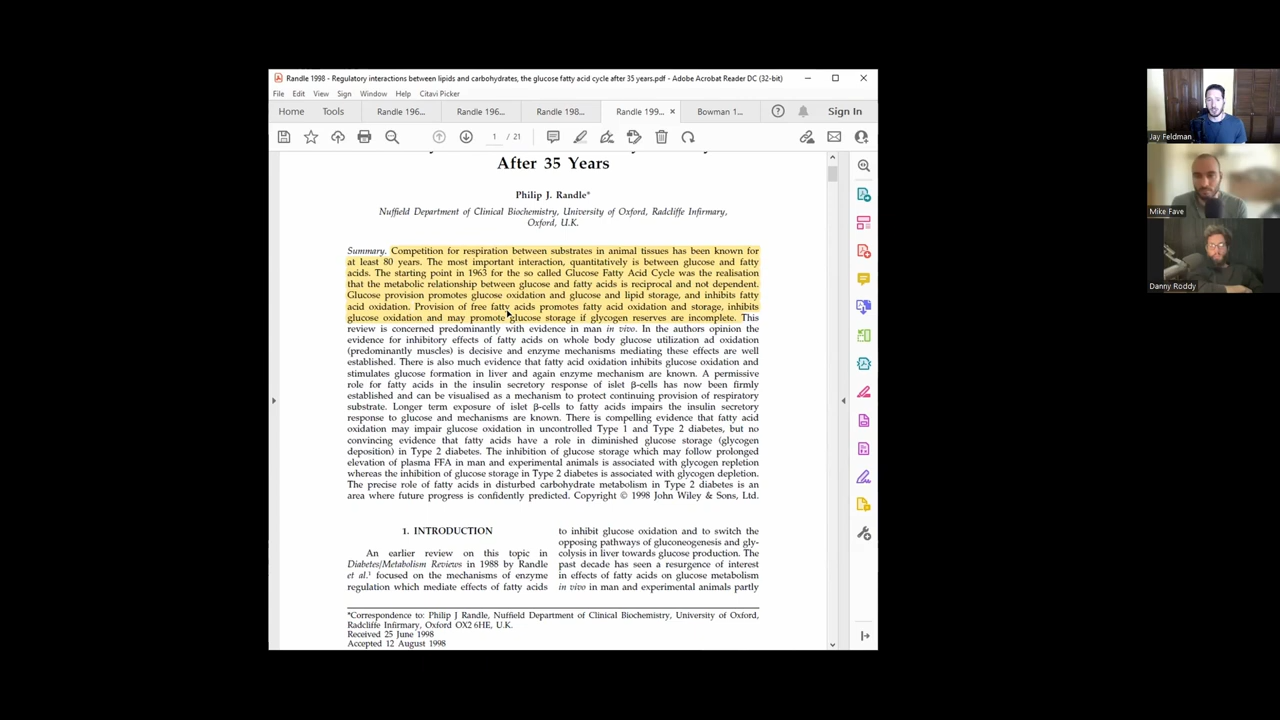 Randle 1998 - Regulatory interactions between lipids and carbohydrates, the glucose fatty acid cycle after 35 years.pdf - Adobe Acrobat Reader DC (32-bit)
File Edit View Sign Window Help Citavi Picker
Home Tools Randle 196... Randle 196... Randle 198... Randle 199... × Bowman 1... Sign In
1 / 21
After 35 Years
Philip J. Randle*
Nuffield Department of Clinical Biochemistry, University of Oxford, Radcliffe Infirmary,
Oxford, U.K.
Summary. Competition for respiration between substrates in animal tissues has been known for
at least 80 years. The most important interaction, quantitatively is between glucose and fatty
acids. The starting point in 1963 for the so called Glucose Fatty Acid Cycle was the realisation
that the metabolic relationship between glucose and fatty acids is reciprocal and not dependent.
Glucose provision promotes glucose oxidation and glucose and lipid storage, and inhibits fatty
acid oxidation. Provision of free fatty acids promotes fatty acid oxidation and storage, inhibits
glucose oxidation and may promote glucose storage if glycogen reserves are incomplete. This
review is concerned predominantly with evidence in man in vivo. In the authors opinion the
evidence for inhibitory effects of fatty acids on whole body glucose utilization ad oxidation
(predominantly muscles) is decisive and enzyme mechanisms mediating these effects are well
established. There is also much evidence that fatty acid oxidation inhibits glucose oxidation and
stimulates glucose formation in liver and again enzyme mechanism are known. A permissive
role for fatty acids in the insulin secretory response of islet β-cells has now been firmly
established and can be visualised as a mechanism to protect continuing provision of respiratory
substrate. Longer term exposure of islet β-cells to fatty acids impairs the insulin secretory
response to glucose and mechanisms are known. There is compelling evidence that fatty acid
oxidation may impair glucose oxidation in uncontrolled Type 1 and Type 2 diabetes, but no
convincing evidence that fatty acids have a role in diminished glucose storage (glycogen
deposition) in Type 2 diabetes. The inhibition of glucose storage which may follow prolonged
elevation of plasma FFA in man and experimental animals is associated with glycogen repletion
whereas the inhibition of glucose storage in Type 2 diabetes is associated with glycogen depletion.
The precise role of fatty acids in disturbed carbohydrate metabolism in Type 2 diabetes is an
area where future progress is confidently predicted. Copyright © 1998 John Wiley & Sons, Ltd.
1. INTRODUCTION
An earlier review on this topic in
Diabetes/Metabolism Reviews in 1988 by Randle
et al.¹ focused on the mechanisms of enzyme
regulation which mediate effects of fatty acids
to inhibit glucose oxidation and to switch the
opposing pathways of gluconeogenesis and gly-
colysis in liver towards glucose production. The
past decade has seen a resurgence of interest
in effects of fatty acids on glucose metabolism
in vivo in man and experimental animals partly
*Correspondence to: Philip J Randle, Nuffield Department of Clinical Biochemistry, University of Oxford,
Radcliffe Infirmary, Oxford OX2 6HE, U.K.
Received 25 June 1998
Accepted 12 August 1998
Jay Feldman
Mike Fave
Danny Roddy